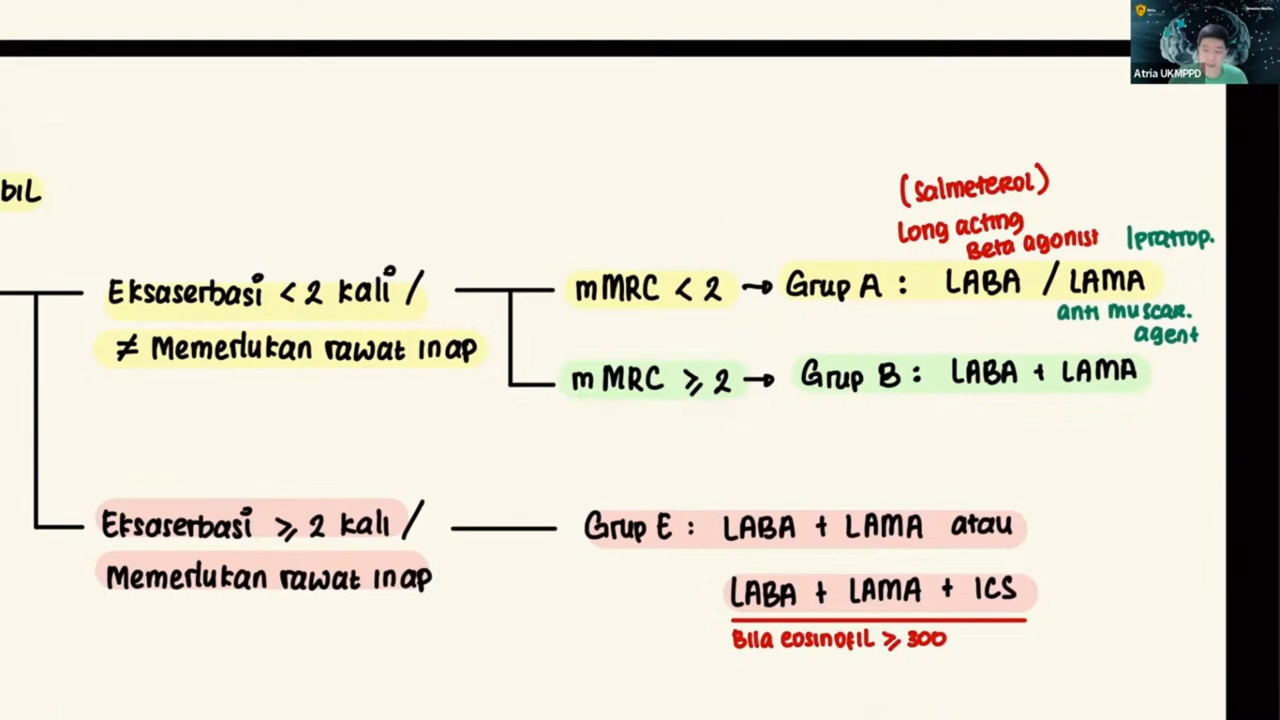 Atria UKMPPD
bil
(Salmeterol)
Long acting
Beta agonist
Ipratrop.
Eksaserbasi < 2 kali /
≠ Memerlukan rawat inap
mMRC < 2 → Grup A : LABA / LAMA
anti muscar.
agent
mMRC ≥ 2 → Grup B : LABA + LAMA
Eksaserbasi ≥ 2 kali /
Memerlukan rawat inap
Grup E : LABA + LAMA atau
LABA + LAMA + ICS
Bila eosinofil ≥ 300